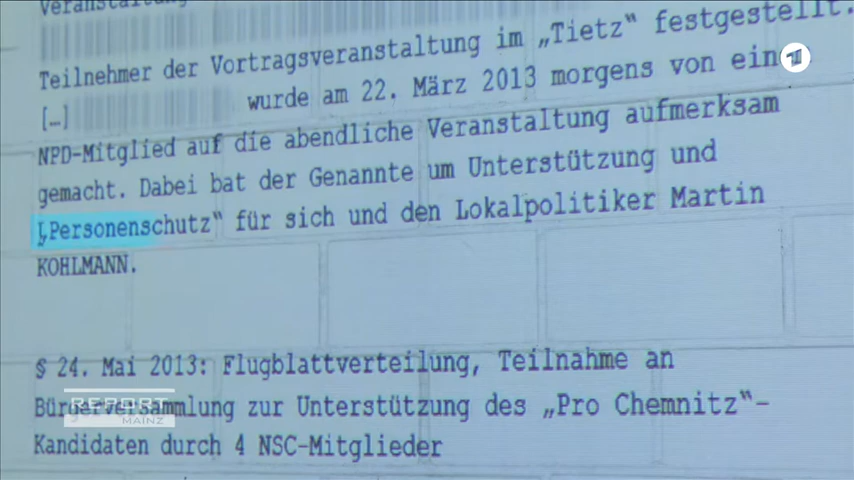 Veranstaltung
Teilnehmer der Vortragsveranstaltung im „Tietz“ festgestellt.
[…] wurde am 22. März 2013 morgens von ein
NPD-Mitglied auf die abendliche Veranstaltung aufmerksam
gemacht. Dabei bat der Genannte um Unterstützung und
„Personenschutz“ für sich und den Lokalpolitiker Martin
KOHLMANN.
§ 24. Mai 2013: Flugblattverteilung, Teilnahme an
Bürgerversammlung zur Unterstützung des „Pro Chemnitz“-
Kandidaten durch 4 NSC-Mitglieder
REPORT
MAINZ
1